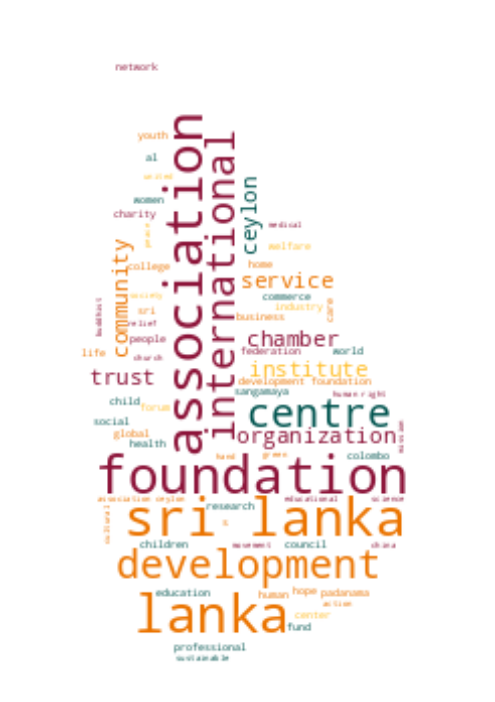 network
youth
al
united
women
charity
association
international
ceylon
medical
welfare
community
college
home
service
society
commerce
industry
care
buddhist
sri
relief
business
people
chamber
life
church
federation
world
trust
institute
development foundation
sangamaya
human right
child
forum
centre
social
global
organization
health
mission
hand
green
colombo
foundation
association ceylon
educational
science
research
cultural
sri lanka
s
children
movement
council
china
development
education
human
hope
padanama
action
lanka
center
fund
professional
sustainable